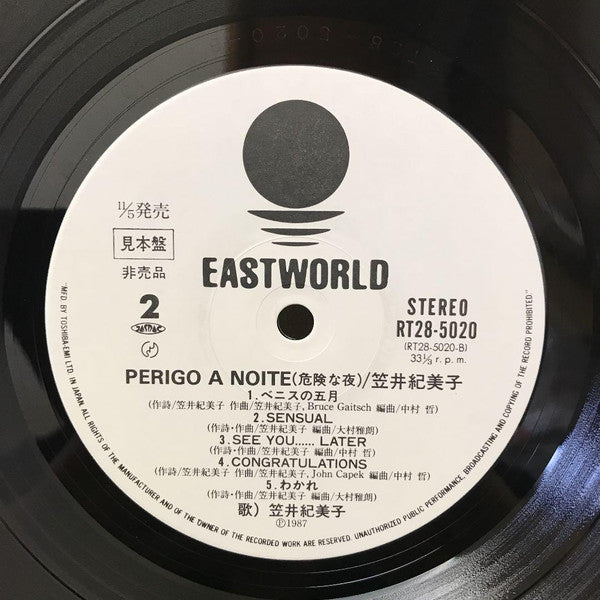 11/5発売
見本盤
非売品
EASTWORLD
2
JASRAC
STEREO
RT28-5020
(RT28-5020-B)
33⅓ r. p. m.
PERIGO A NOITE(危険な夜)/笠井紀美子
1. ベニスの五月
(作詩/笠井紀美子 作曲/笠井紀美子, Bruce Gaitsch 編曲/中村 哲)
2. SENSUAL
(作詩・作曲/笠井紀美子 編曲/大村雅朗)
3. SEE YOU...... LATER
(作詩・作曲/笠井紀美子 編曲/中村 哲)
4. CONGRATULATIONS
(作詩/笠井紀美子 作曲/笠井紀美子, John Capek 編曲/中村 哲)
5. わかれ
(作詩・作曲/笠井紀美子 編曲/大村雅朗)
歌) 笠井紀美子
Ⓟ1987
"MFD. BY TOSHIBA-EMI LTD. IN JAPAN. ALL RIGHTS OF THE MANUFACTURER AND OF THE OWNER OF THE RECORDED WORK ARE RESERVED. UNAUTHORIZED PUBLIC PERFORMANCE, BROADCASTING AND COPYING OF THE RECORD PROHIBITED."